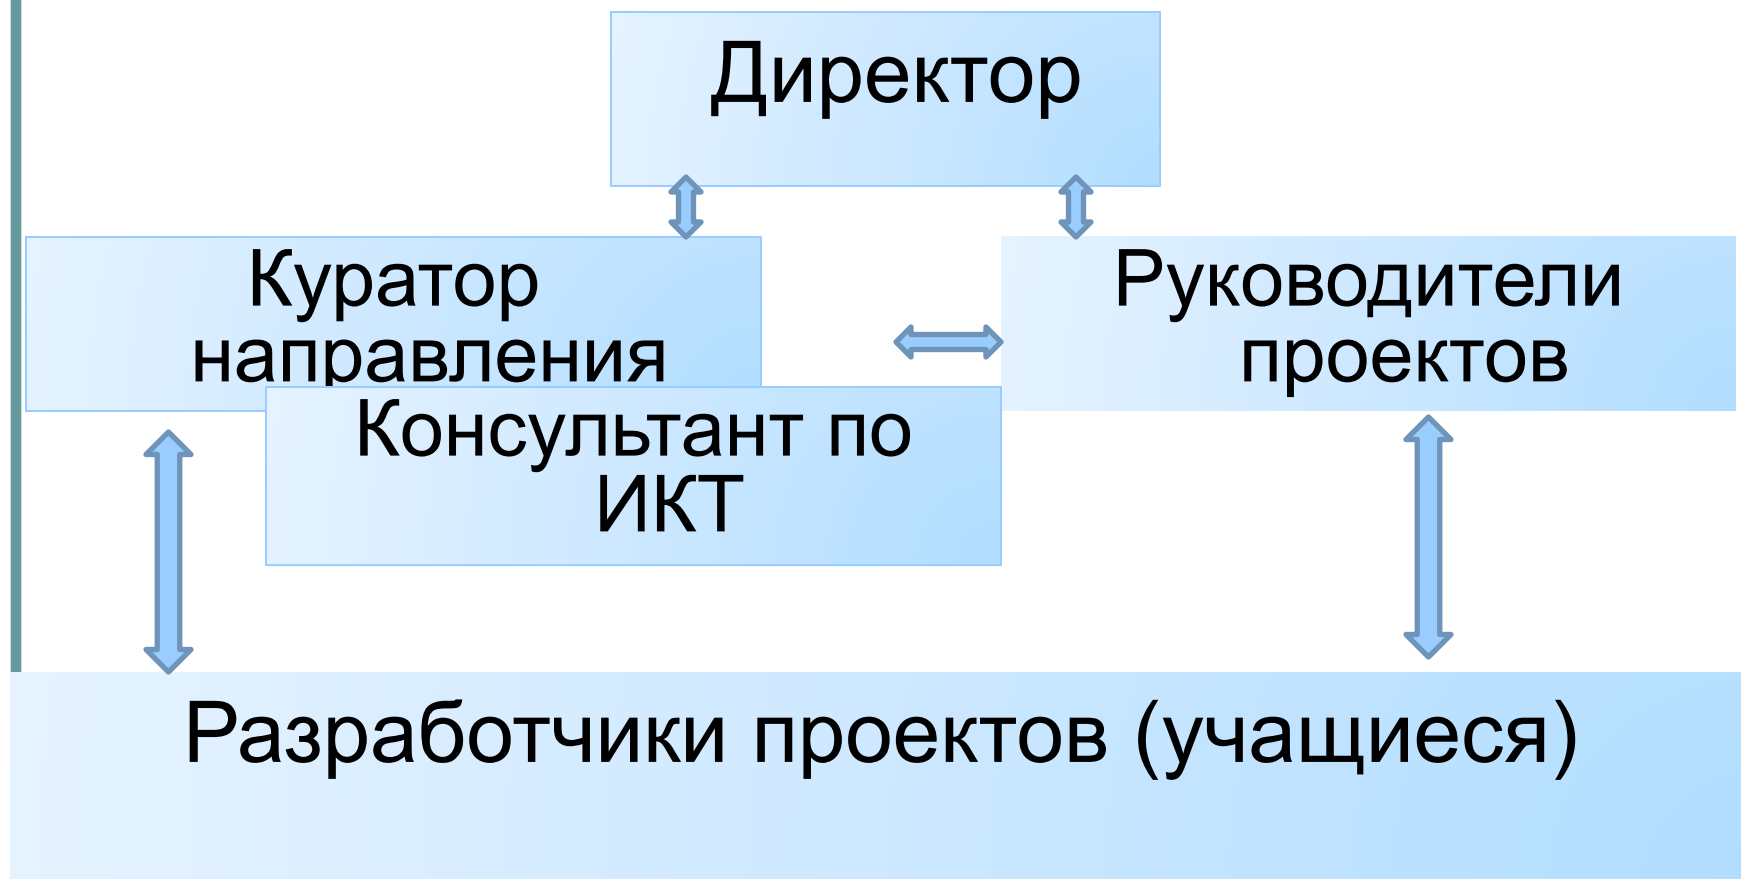 Директор
Куратор
направления
Руководители
проектов
Консультант по
ИКТ
Разработчики проектов (учащиеся)